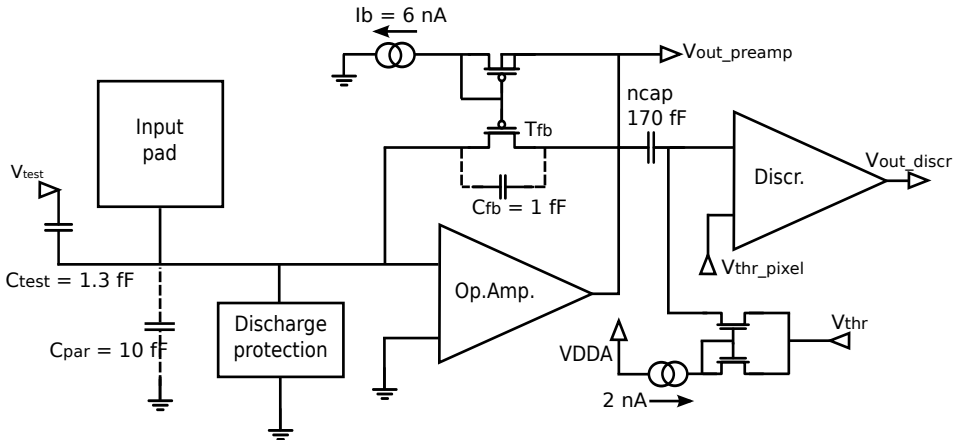 Ib = 6 nA
Vout_preamp
ncap
170 fF
Input
pad
Tfb
Vtest
Cfb = 1 fF
Discr.
Vout_discr
Ctest = 1.3 fF
Vthr_pixel
Op.Amp.
Cpar = 10 fF
Discharge
protection
Vthr
VDDA
2 nA